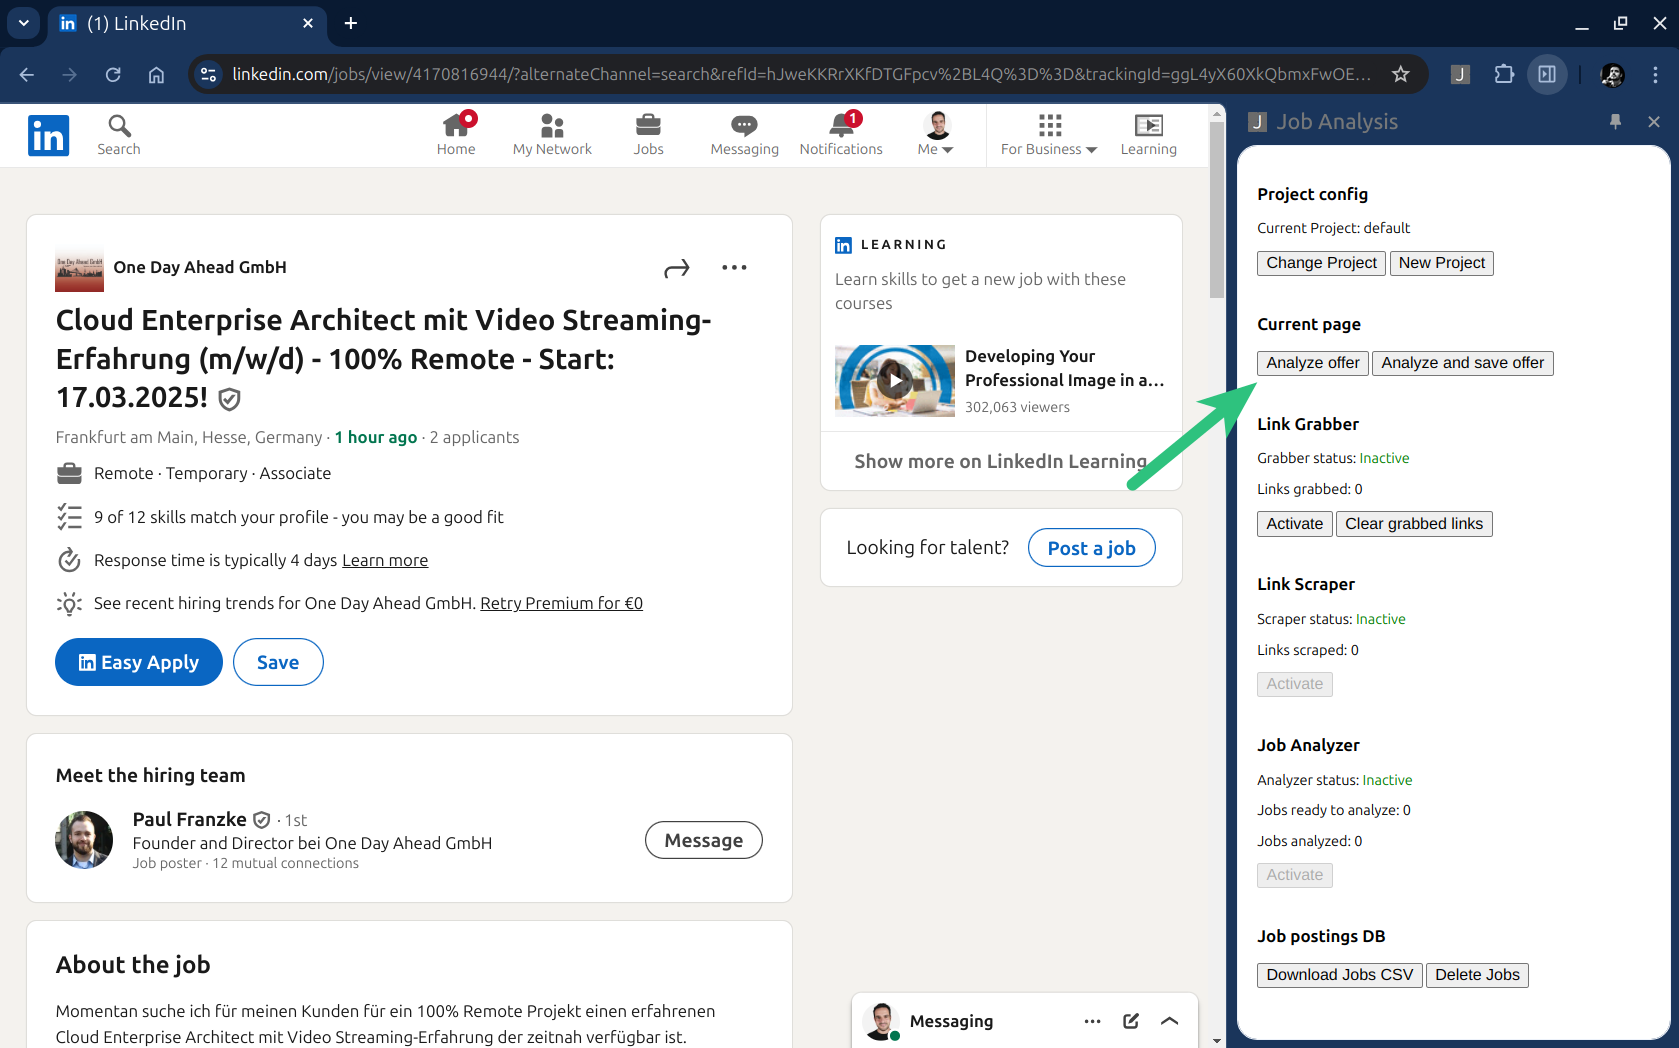 (1) LinkedIn
linkedin.com/jobs/view/4170816944/?alternateChannel=search&refId=hJweKKRrXKfDTGFpcv%2BL4Q%3D%3D&trackingId=ggL4yX60XkQbmxFwOE...
J
in
Search
Home
My Network
Jobs
Messaging
1
Notifications
Me
For Business
Learning
One Day Ahead GmbH
One Day Ahead GmbH
Cloud Enterprise Architect mit Video Streaming-
Erfahrung (m/w/d) - 100% Remote - Start:
17.03.2025!
Frankfurt am Main, Hesse, Germany · 1 hour ago · 2 applicants
Remote · Temporary · Associate
9 of 12 skills match your profile - you may be a good fit
Response time is typically 4 days Learn more
See recent hiring trends for One Day Ahead GmbH. Retry Premium for €0
in Easy Apply
Save
Meet the hiring team
Paul Franzke · 1st
Founder and Director bei One Day Ahead GmbH
Job poster · 12 mutual connections
Message
About the job
Momentan suche ich für meinen Kunden für ein 100% Remote Projekt einen erfahrenen
Cloud Enterprise Architect mit Video Streaming-Erfahrung der zeitnah verfügbar ist.
in LEARNING
Learn skills to get a new job with these
courses
Developing Your
Professional Image in a...
302,063 viewers
Show more on LinkedIn Learning
Looking for talent?
Post a job
Messaging
J Job Analysis
Project config
Current Project: default
Change Project
New Project
Current page
Analyze offer
Analyze and save offer
Link Grabber
Grabber status: Inactive
Links grabbed: 0
Activate
Clear grabbed links
Link Scraper
Scraper status: Inactive
Links scraped: 0
Activate
Job Analyzer
Analyzer status: Inactive
Jobs ready to analyze: 0
Jobs analyzed: 0
Activate
Job postings DB
Download Jobs CSV
Delete Jobs